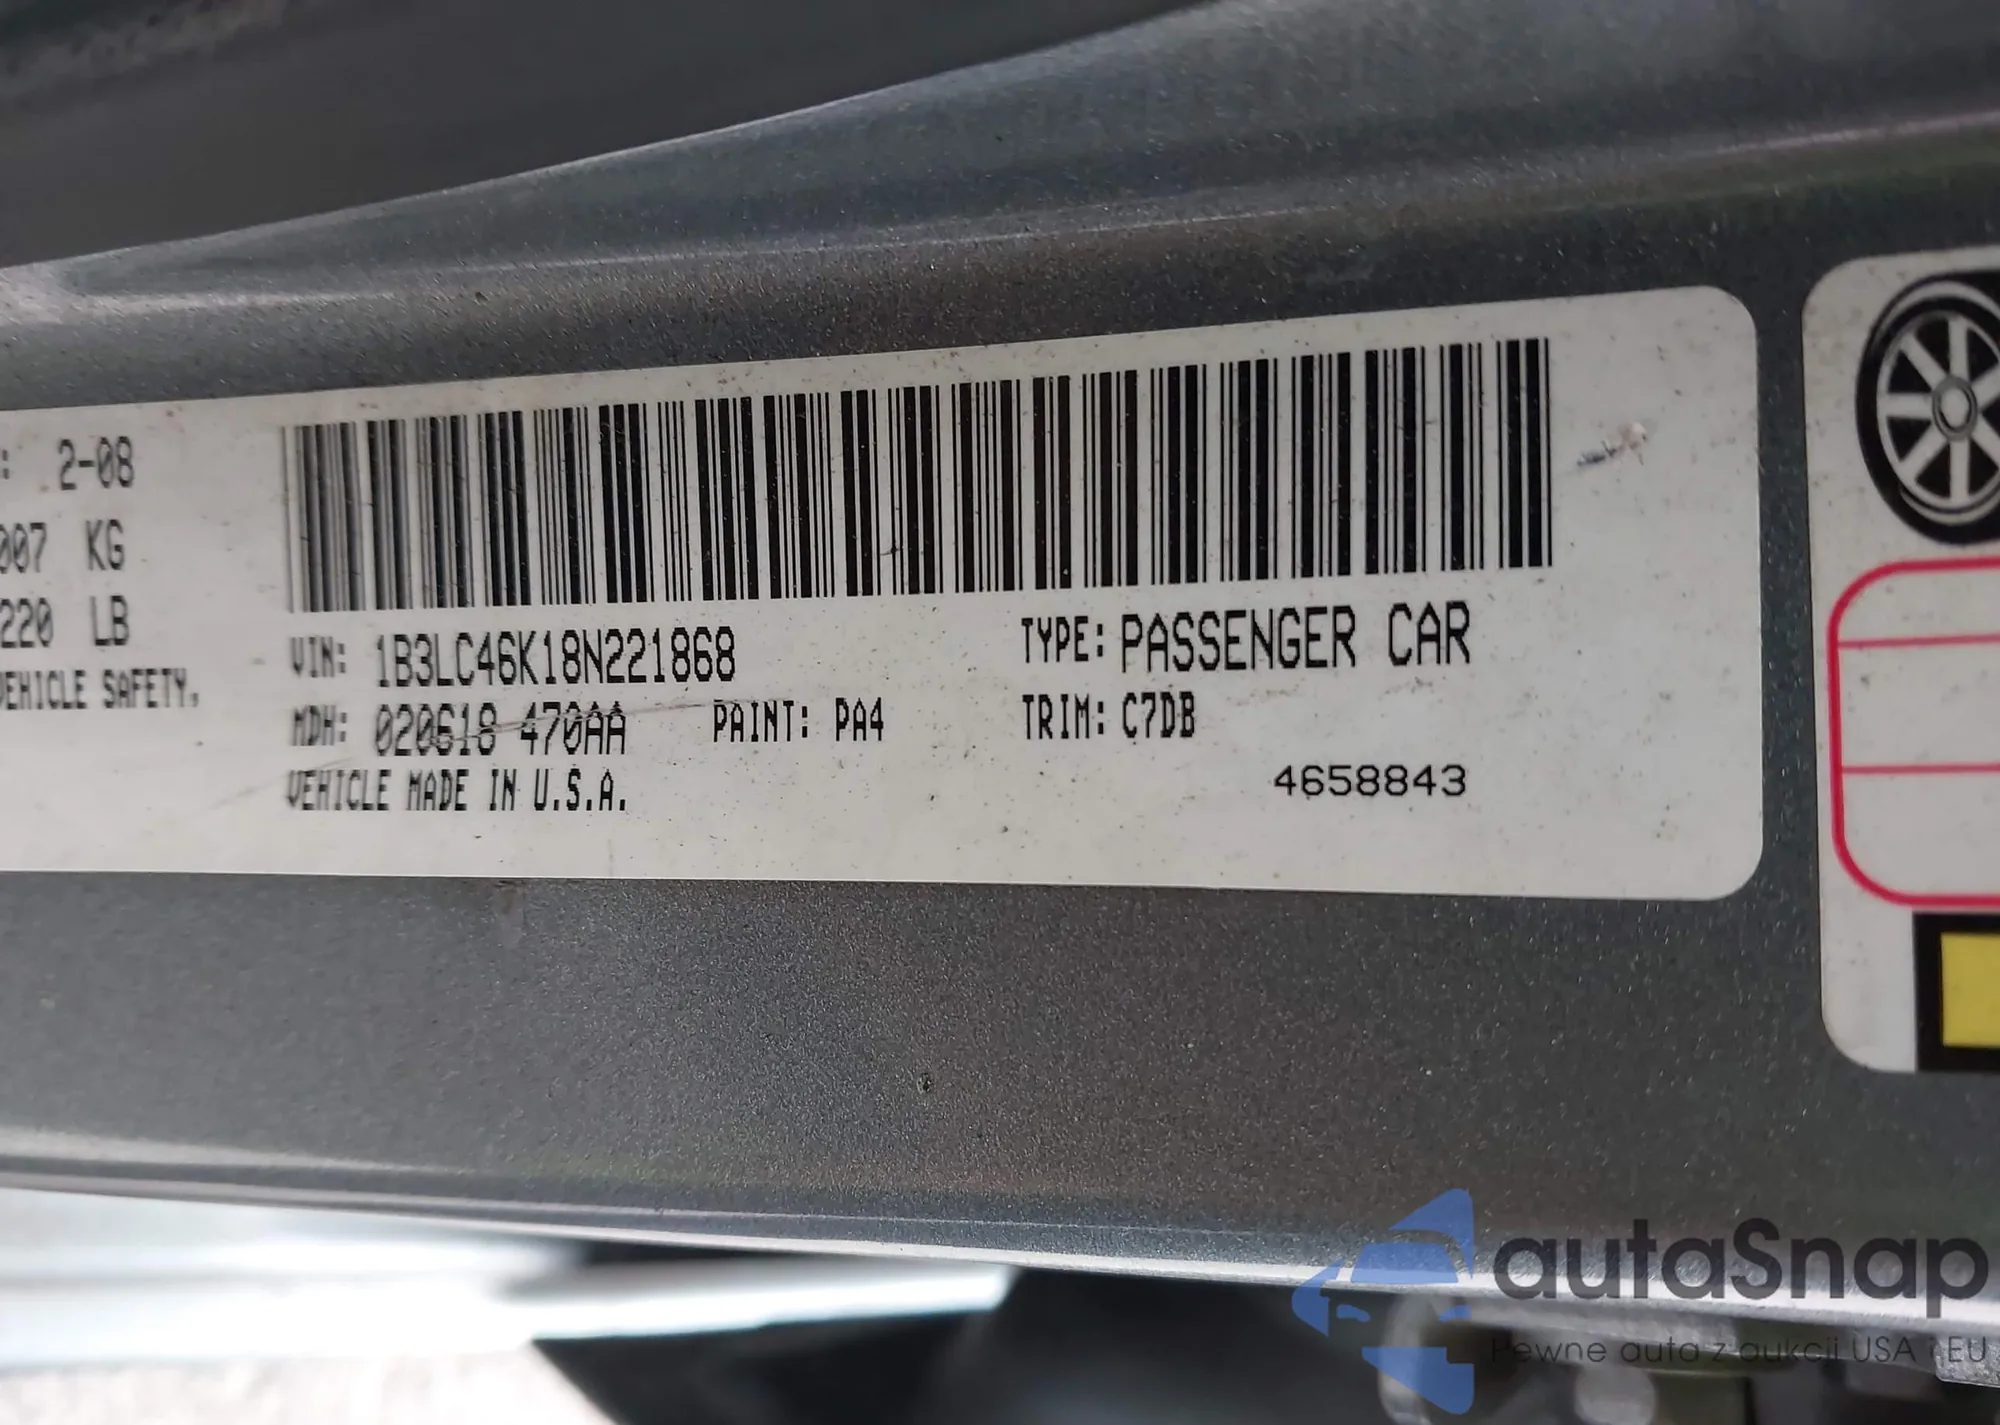 : 2-08
007 KG
220 LB
VEHICLE SAFETY.
VIN: 1B3LC46K18N221868
TYPE: PASSENGER CAR
MDH: 020618 470AA PAINT: PA4
TRIM: C7DB
VEHICLE MADE IN U.S.A.
4658843
autaSnap
Pewne auta z aukcji USA i EU